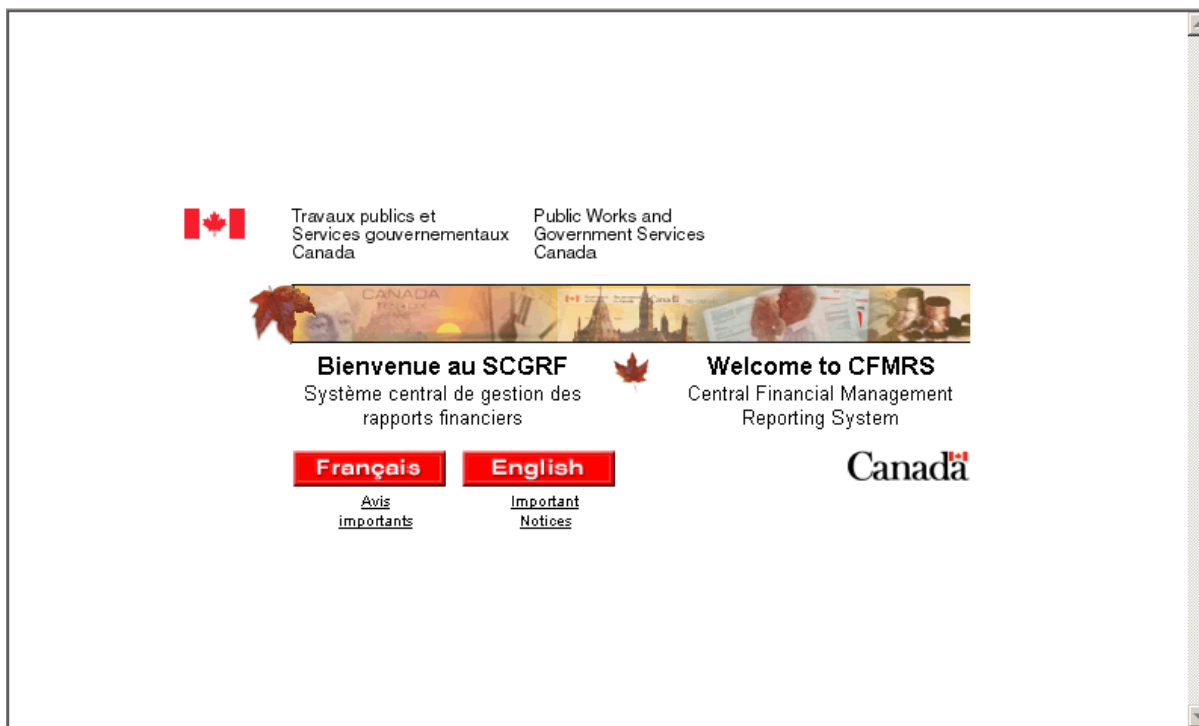 Travaux publics et
Services gouvernementaux
Canada
Public Works and
Government Services
Canada
CANADA
Bienvenue au SCGRF
Système central de gestion des
rapports financiers
Welcome to CFMRS
Central Financial Management
Reporting System
Français
English
Canada
Avis
importants
Important
Notices